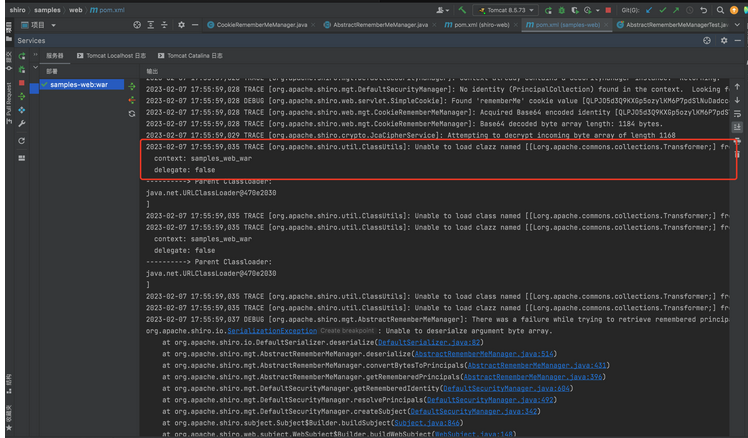 shiro
samples
web
pom.xml
Tomcat 8.5.73
Git(G):
项目
CookieRememberMeManager.java
AbstractRememberMeManager.java
pom.xml (shiro-web)
pom.xml (samples-web)
AbstractRememberMeManagerTest.java
Services
服务器
Tomcat Localhost 日志
Tomcat Catalina 日志
部署
输出
samples-web:war
Pull Request
结构
收藏夹
2023-02-07 17:55:59,028 TRACE [org.apache.shiro.mgt.DefaultSecurityManager]: No identity (PrincipalCollection) found in the context.  Looking f
2023-02-07 17:55:59,028 DEBUG [org.apache.shiro.web.servlet.SimpleCookie]: Found 'rememberMe' cookie value
2023-02-07 17:55:59,028 TRACE [org.apache.shiro.web.mgt.CookieRememberMeManager]: Acquired Base64 encoded identity
2023-02-07 17:55:59,028 TRACE [org.apache.shiro.web.mgt.CookieRememberMeManager]: Base64 decoded byte array length: 1184 bytes.
2023-02-07 17:55:59,029 TRACE [org.apache.shiro.crypto.JcaCipherService]: Attempting to decrypt incoming byte array of length 1168
2023-02-07 17:55:59,035 TRACE [org.apache.shiro.util.ClassUtils]: Unable to load clazz named [[Lorg.apache.commons.collections.Transformer;] fr
context: samples_web_war
delegate: false
----------> Parent Classloader:
java.net.URLClassLoader@470e2030
]
2023-02-07 17:55:59,035 TRACE [org.apache.shiro.util.ClassUtils]: Unable to load class named [[Lorg.apache.commons.collections.Transformer;] fr
2023-02-07 17:55:59,035 TRACE [org.apache.shiro.util.ClassUtils]: Unable to load clazz named [[Lorg.apache.commons.collections.Transformer;] fr
context: samples_web_war
delegate: false
----------> Parent Classloader:
java.net.URLClassLoader@470e2030
]
2023-02-07 17:55:59,035 TRACE [org.apache.shiro.util.ClassUtils]: Unable to load class named [[Lorg.apache.commons.collections.Transformer;] fr
2023-02-07 17:55:59,035 TRACE [org.apache.shiro.util.ClassUtils]: Unable to load class named [[Lorg.apache.commons.collections.Transformer;] fr
2023-02-07 17:55:59,037 DEBUG [org.apache.shiro.mgt.AbstractRememberMeManager]: There was a failure while trying to retrieve remembered princip
org.apache.shiro.io.SerializationException Create breakpoint : Unable to deserialze argument byte array.
at org.apache.shiro.io.DefaultSerializer.deserialize(DefaultSerializer.java:82)
at org.apache.shiro.mgt.AbstractRememberMeManager.deserialize(AbstractRememberMeManager.java:514)
at org.apache.shiro.mgt.AbstractRememberMeManager.convertBytesToPrincipals(AbstractRememberMeManager.java:431)
at org.apache.shiro.mgt.AbstractRememberMeManager.getRememberedPrincipals(AbstractRememberMeManager.java:396)
at org.apache.shiro.mgt.DefaultSecurityManager.getRememberedIdentity(DefaultSecurityManager.java:604)
at org.apache.shiro.mgt.DefaultSecurityManager.resolvePrincipals(DefaultSecurityManager.java:492)
at org.apache.shiro.mgt.DefaultSecurityManager.createSubject(DefaultSecurityManager.java:342)
at org.apache.shiro.subject.Subject$Builder.buildSubject(Subject.java:846)
at org.apache.shiro.web.subject.WebSubject$Builder.buildWebSubject(WebSubject.java:148)